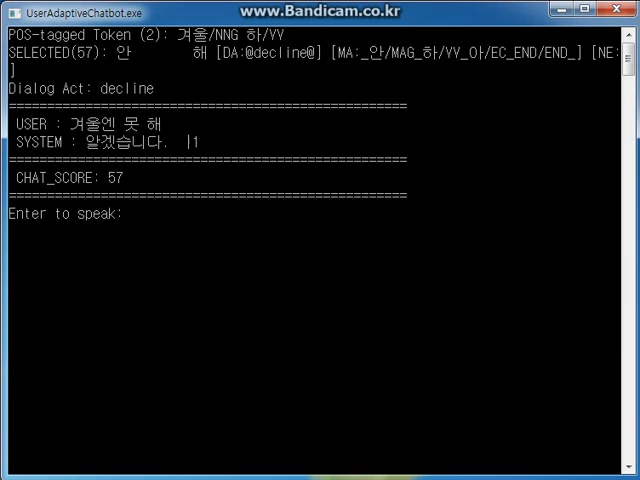 UserAdaptiveChatbot.exe
www.Bandicam.co.kr
POS-tagged Token (2): 겨울/NNG 하/VV
SELECTED(57): 안 해 [DA:@decline@] [MA:_안/MAG_하/VV_아/EC_END/END_] [NE:
]
Dialog Act: decline
====================================================
USER : 겨울엔 못 해
SYSTEM : 알겠습니다. |1
====================================================
CHAT_SCORE: 57
====================================================
Enter to speak: